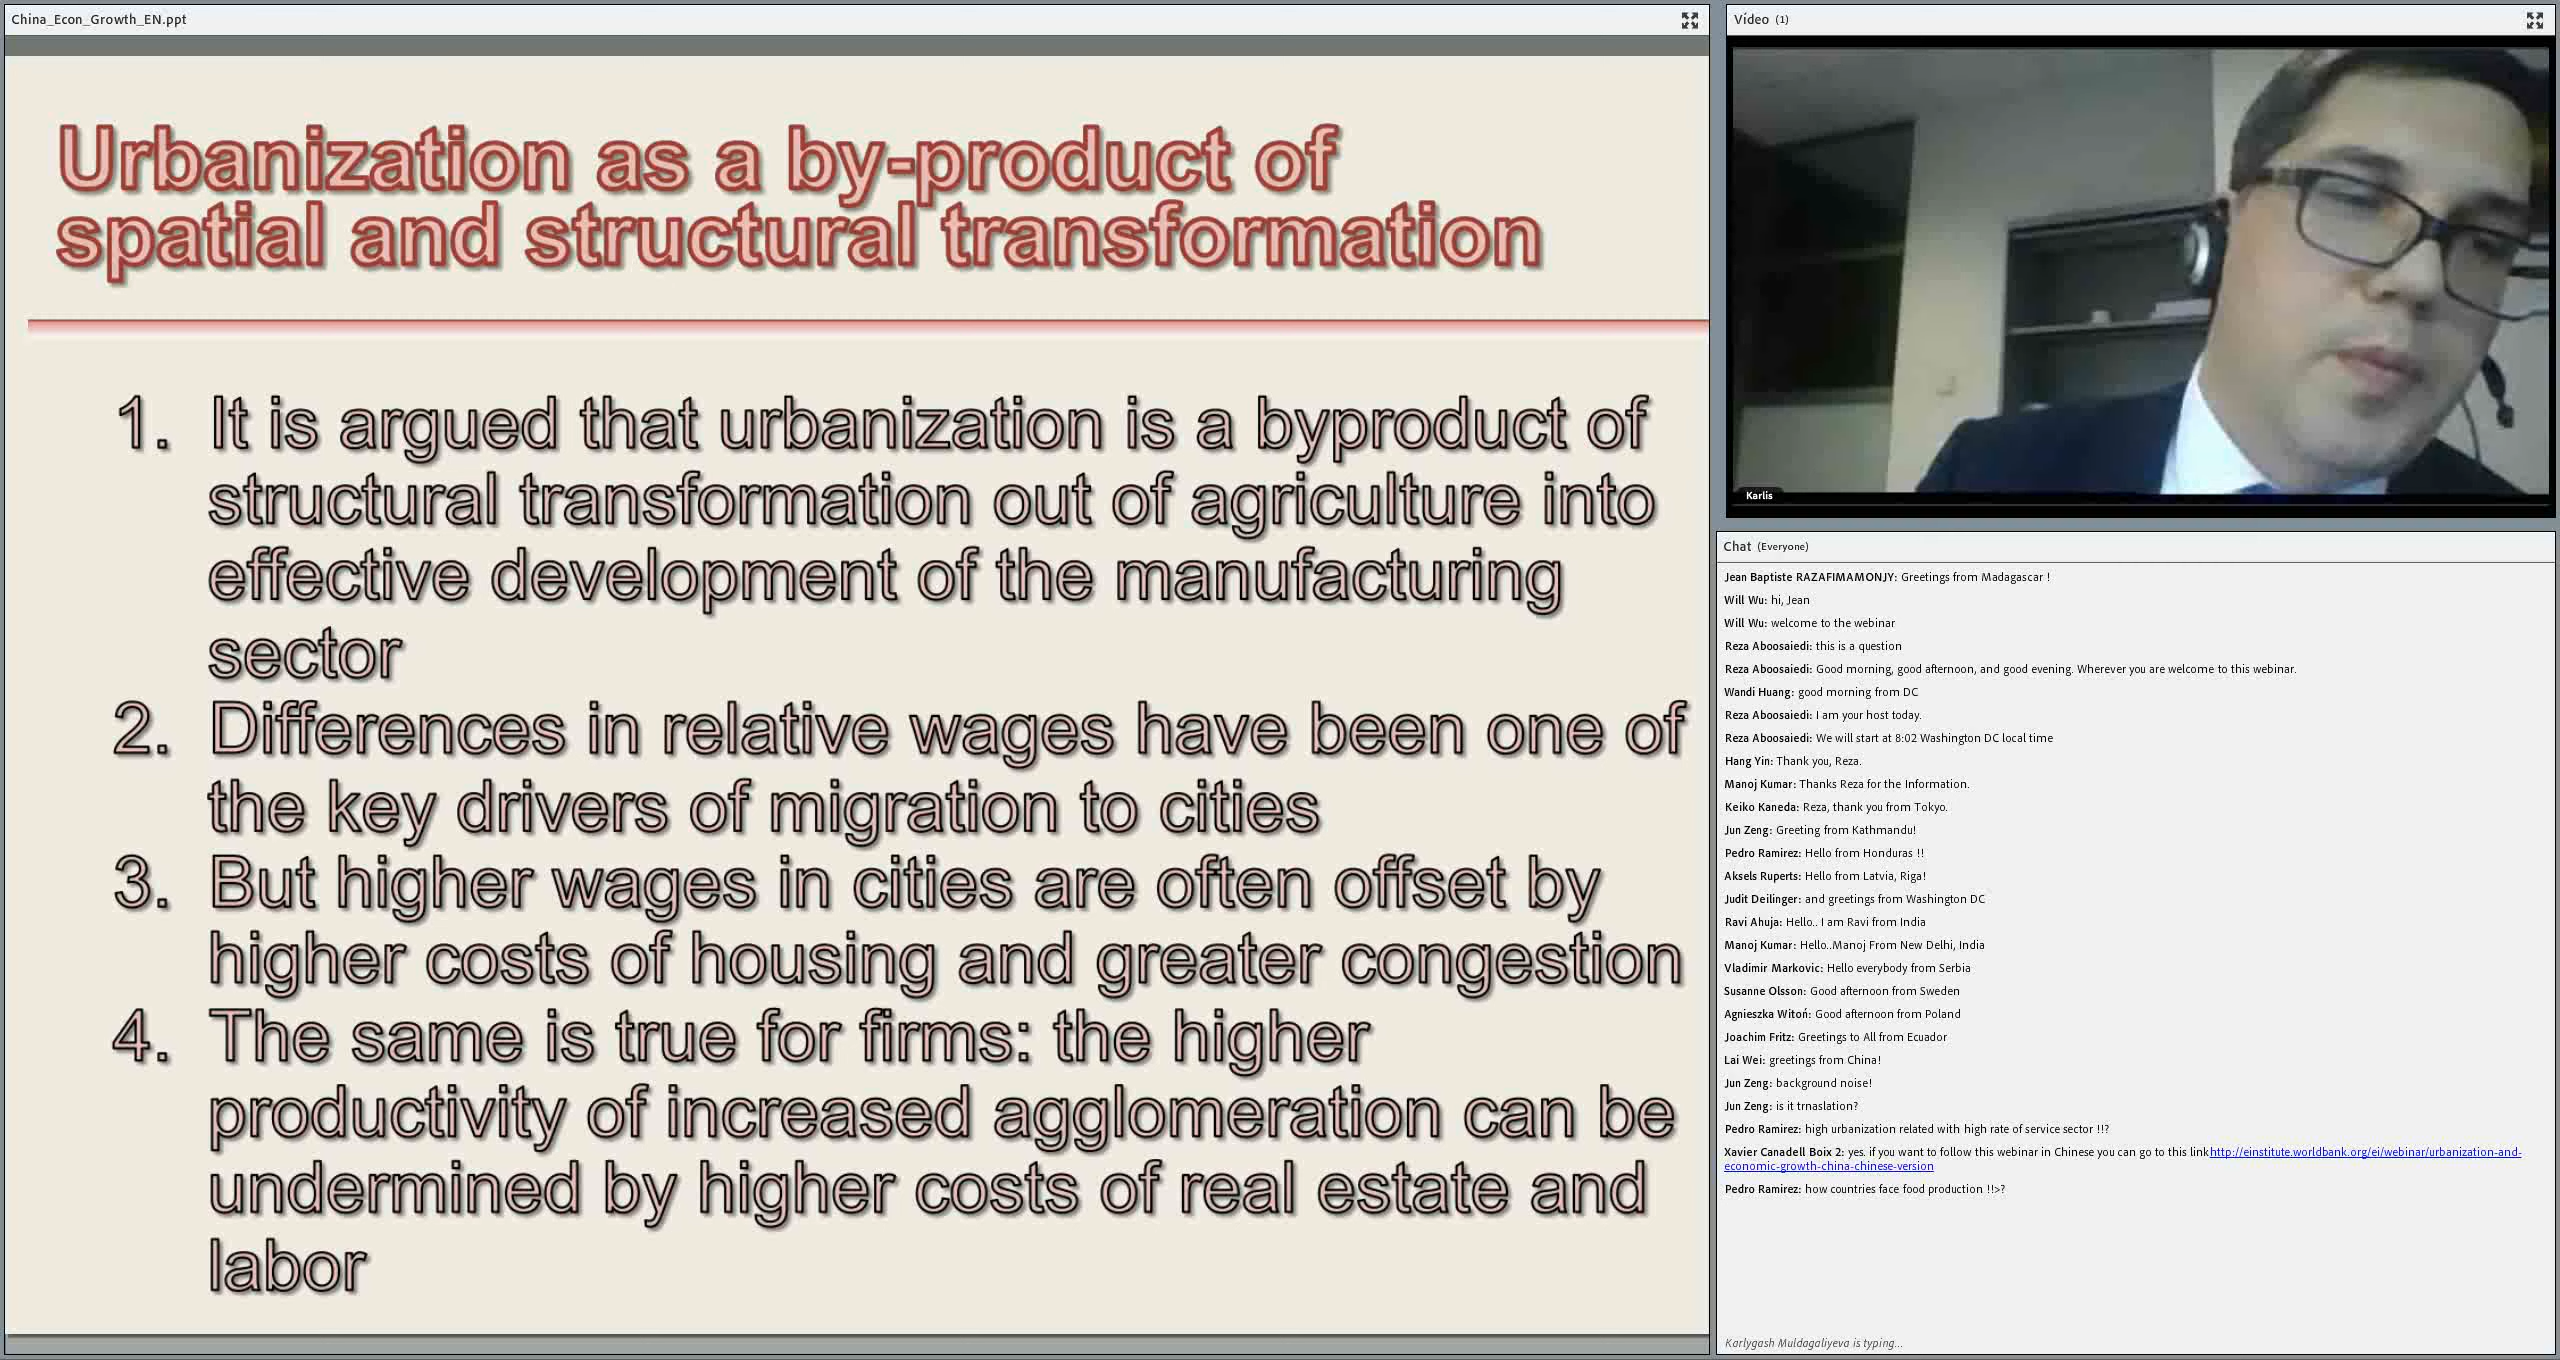 China_Econ_Growth_EN.ppt
Urbanization as a by-product of
spatial and structural transformation
1. It is argued that urbanization is a byproduct of
structural transformation out of agriculture into
effective development of the manufacturing
sector
2. Differences in relative wages have been one of
the key drivers of migration to cities
3. But higher wages in cities are often offset by
higher costs of housing and greater congestion
4. The same is true for firms: the higher
productivity of increased agglomeration can be
undermined by higher costs of real estate and
labor
Vídeo (1)
Karlis
Chat (Everyone)
Jean Baptiste RAZAFIMAMONJY: Greetings from Madagascar !
Will Wu: hi, Jean
Will Wu: welcome to the webinar
Reza Aboosaiedi: this is a question
Reza Aboosaiedi: Good morning, good afternoon, and good evening. Wherever you are welcome to this webinar.
Wandi Huang: good morning from DC
Reza Aboosaiedi: I am your host today.
Reza Aboosaiedi: We will start at 8:02 Washington DC local time
Hang Yin: Thank you, Reza.
Manoj Kumar: Thanks Reza for the Information.
Keiko Kaneda: Reza, thank you from Tokyo.
Jun Zeng: Greeting from Kathmandu!
Pedro Ramirez: Hello from Honduras !!
Aksels Ruperts: Hello from Latvia, Riga!
Judit Deilinger: and greetings from Washington DC
Ravi Ahuja: Hello.. I am Ravi from India
Manoj Kumar: Hello..Manoj From New Delhi, India
Vladimir Markovic: Hello everybody from Serbia
Susanne Olsson: Good afternoon from Sweden
Agnieszka Witoń: Good afternoon from Poland
Joachim Fritz: Greetings to All from Ecuador
Lai Wei: greetings from China!
Jun Zeng: background noise!
Jun Zeng: is it trnaslation?
Pedro Ramirez: high urbanization related with high rate of service sector !!?
Xavier Canadell Boix 2: yes. if you want to follow this webinar in Chinese you can go to this linkhttp://einstitute.worldbank.org/ei/webinar/urbanization-and-
economic-growth-china-chinese-version
Pedro Ramirez: how countries face food production !!>?
Karlygash Muldagaliyeva is typing...